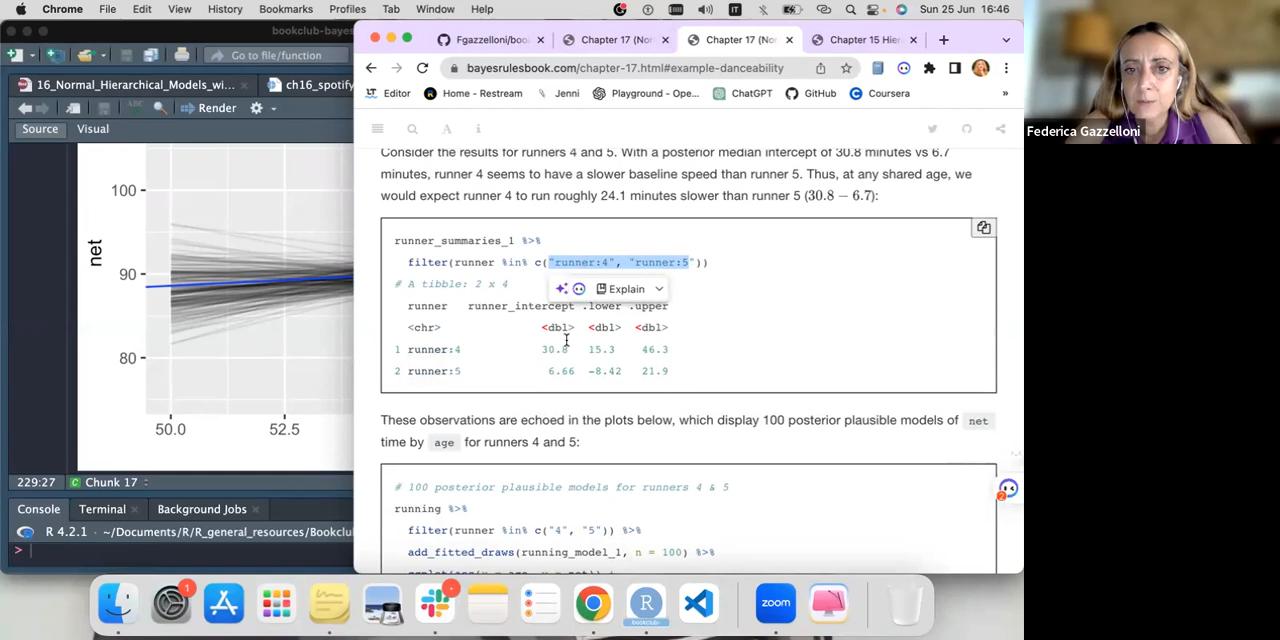 Chrome File Edit View History Bookmarks Profiles Tab Window Help Sun 25 Jun 16:46
bookclub-bayes
Fgazzelloni/boo Chapter 17 (Nor Chapter 17 (No Chapter 15 Hier
Go to file/function
bayesrulesbook.com/chapter-17.html#example-danceability
16_Normal_Hierarchical_Models_wi... ch16_spotify
Editor Home - Restream Jenni Playground - Ope... ChatGPT GitHub Coursera »
Render
Source Visual
Federica Gazzelloni
Consider the results for runners 4 and 5. With a posterior median intercept of 30.8 minutes vs 6.7
minutes, runner 4 seems to have a slower baseline speed than runner 5. Thus, at any shared age, we
would expect runner 4 to run roughly 24.1 minutes slower than runner 5 (30.8 − 6.7):
runner_summaries_1 %>%
filter(runner %in% c("runner:4", "runner:5"))
# A tibble: 2 x 4
Explain
runner runner_intercept .lower .upper
<chr> <dbl> <dbl> <dbl>
1 runner:4 30.8 15.3 46.3
2 runner:5 6.66 -8.42 21.9
These observations are echoed in the plots below, which display 100 posterior plausible models of net
time by age for runners 4 and 5:
# 100 posterior plausible models for runners 4 & 5
running %>%
filter(runner %in% c("4", "5")) %>%
add_fitted_draws(running_model_1, n = 100) %>%
net
100
90
80
50.0 52.5
229:27 Chunk 17
Console Terminal Background Jobs
R 4.2.1 · ~/Documents/R/R_general_resources/Bookclub
>
2
1
zoom